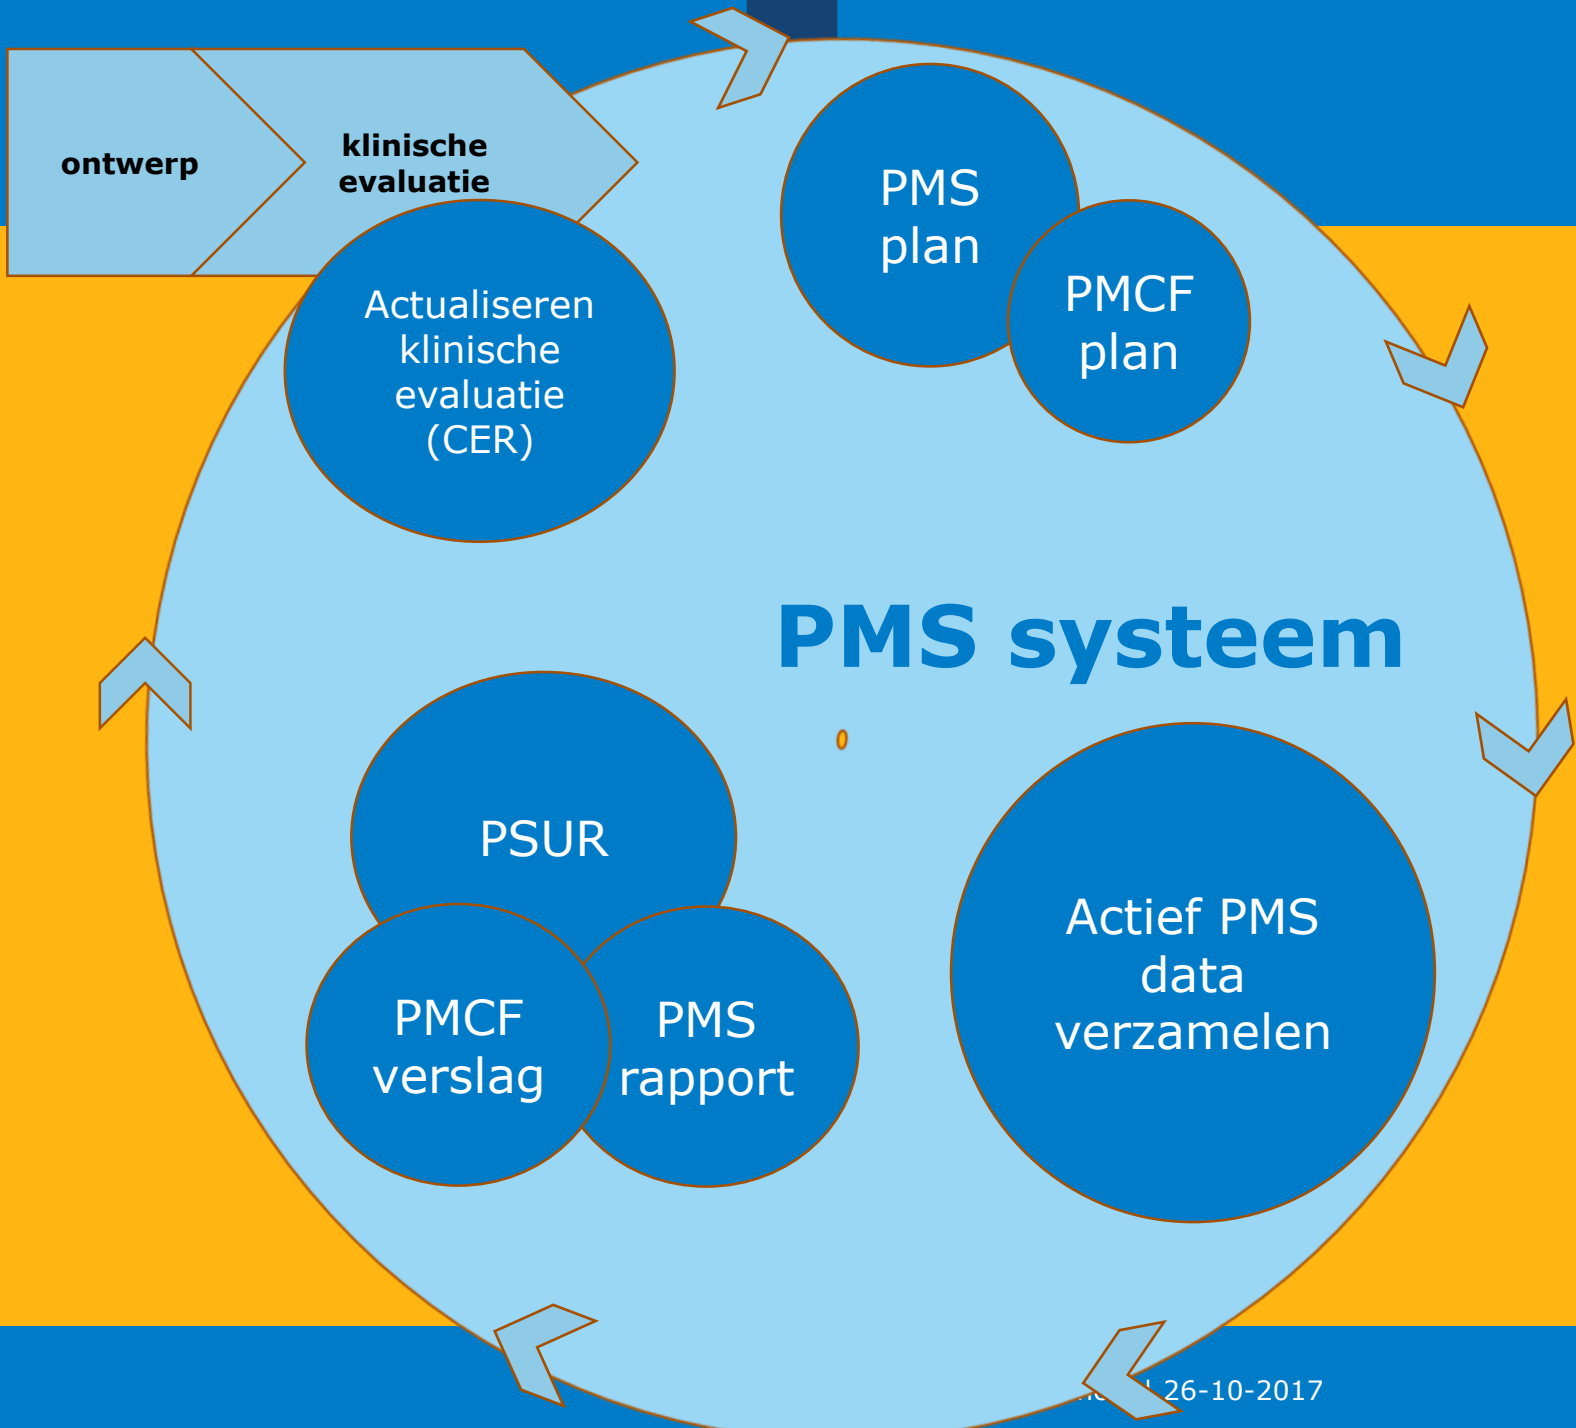 ontwerp
klinische
evaluatie
Actualiseren
klinische
evaluatie
(CER)
PMS
plan
PMCF
plan
PMS systeem
PSUR
PMCF
verslag
PMS
rapport
Actief PMS
data
verzamelen
26-10-2017